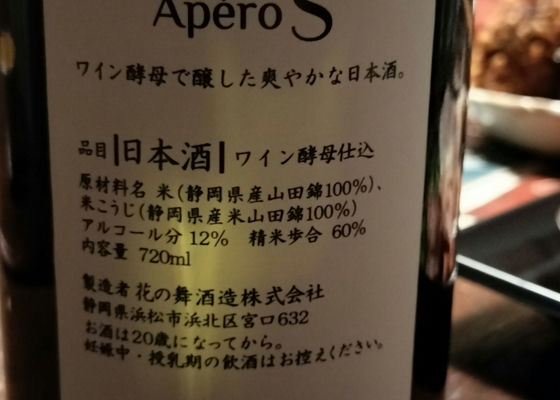 Apéro S
ワイン酵母で醸した爽やかな日本酒。
品目 日本酒 ワイン酵母仕込
原材料名 米(静岡県産山田錦100%)、
米こうじ(静岡県産米山田錦100%)
アルコール分 12% 精米歩合 60%
内容量 720ml
製造者 花の舞酒造株式会社
静岡県浜松市浜北区宮口632
お酒は20歳になってから。
妊娠中・授乳期の飲酒はお控えください。